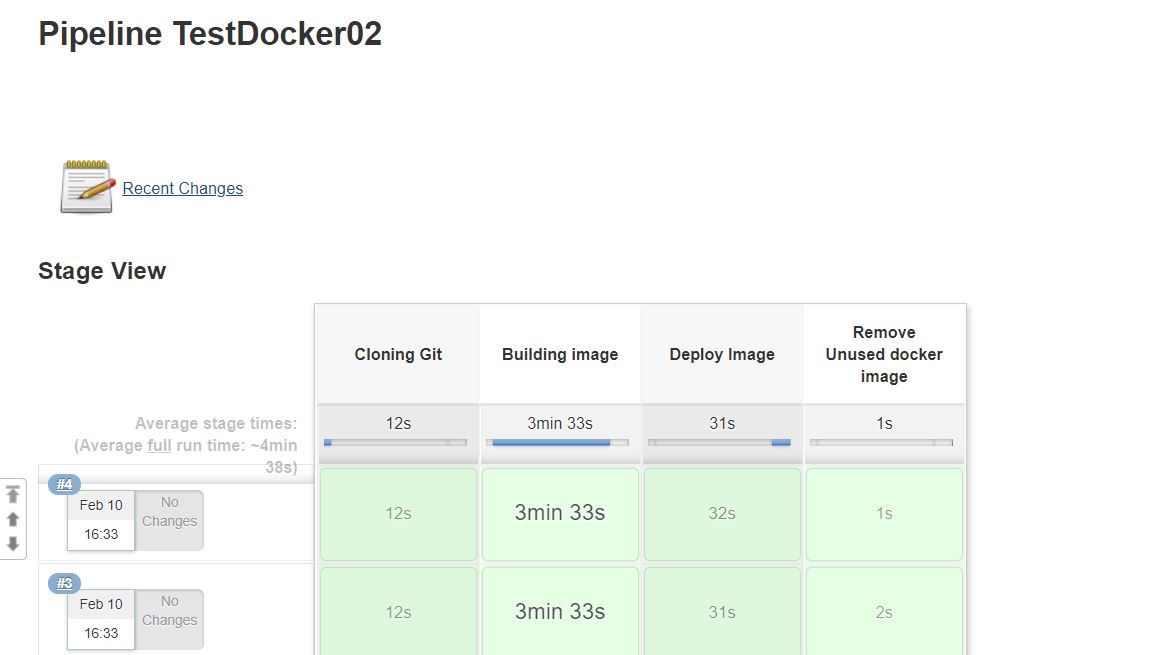 Pipeline TestDocker02
Recent Changes
Stage View
Cloning Git
Building image
Deploy Image
Remove
Unused docker
image
Average stage times:
(Average full run time: ~4min
38s)
12s
3min 33s
31s
1s
#4
Feb 10
16:33
No
Changes
12s
3min 33s
32s
1s
#3
Feb 10
16:33
No
Changes
12s
3min 33s
31s
2s